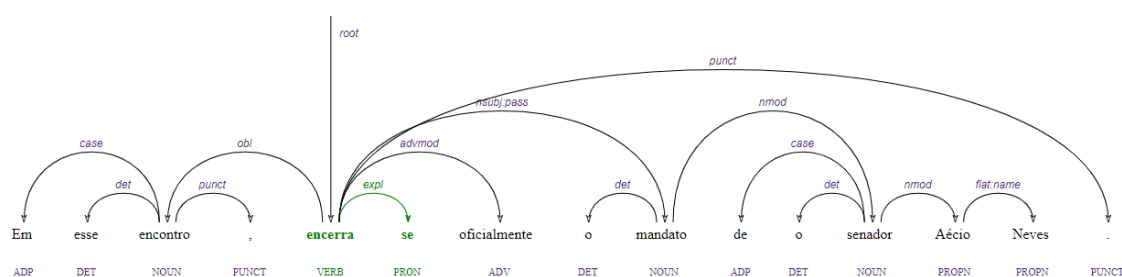 root
punct
nsubj:pass nmod
case obl advmod case
det punct expl det det nmod flat:name
Em esse encontro , encerra se oficialmente o mandato de o senador Aécio Neves .
ADP DET NOUN PUNCT VERB PRON ADV DET NOUN ADP DET NOUN PROPN PROPN PUNCT